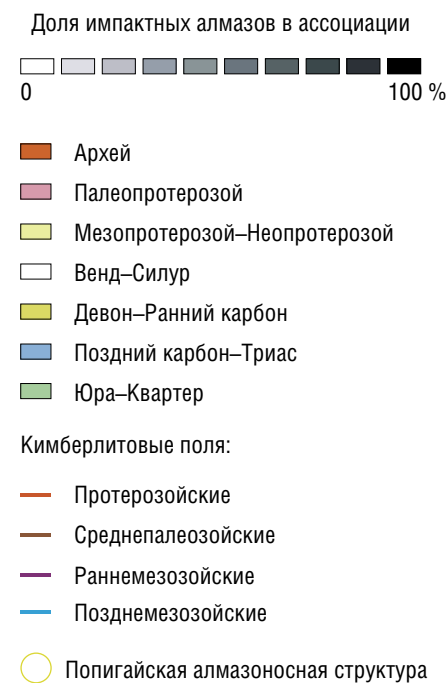 Доля импактных алмазов в ассоциации
0 100 %
Архей
Палеопротерозой
Мезопротерозой–Неопротерозой
Венд–Силур
Девон–Ранний карбон
Поздний карбон–Триас
Юра–Квартер
Кимберлитовые поля:
Протерозойские
Среднепалеозойские
Раннемезозойские
Позднемезозойские
Попигайская алмазоносная структура